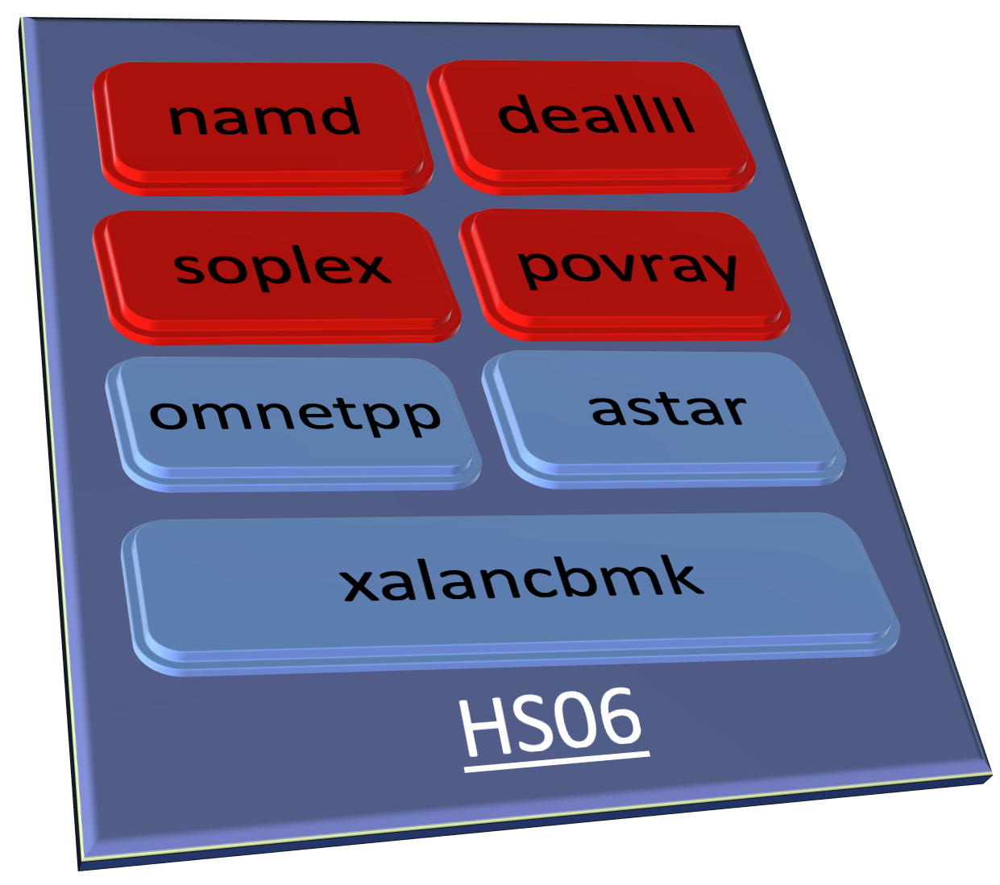 namd
dealII
soplex
povray
omnetpp
astar
xalancbmk
HS06